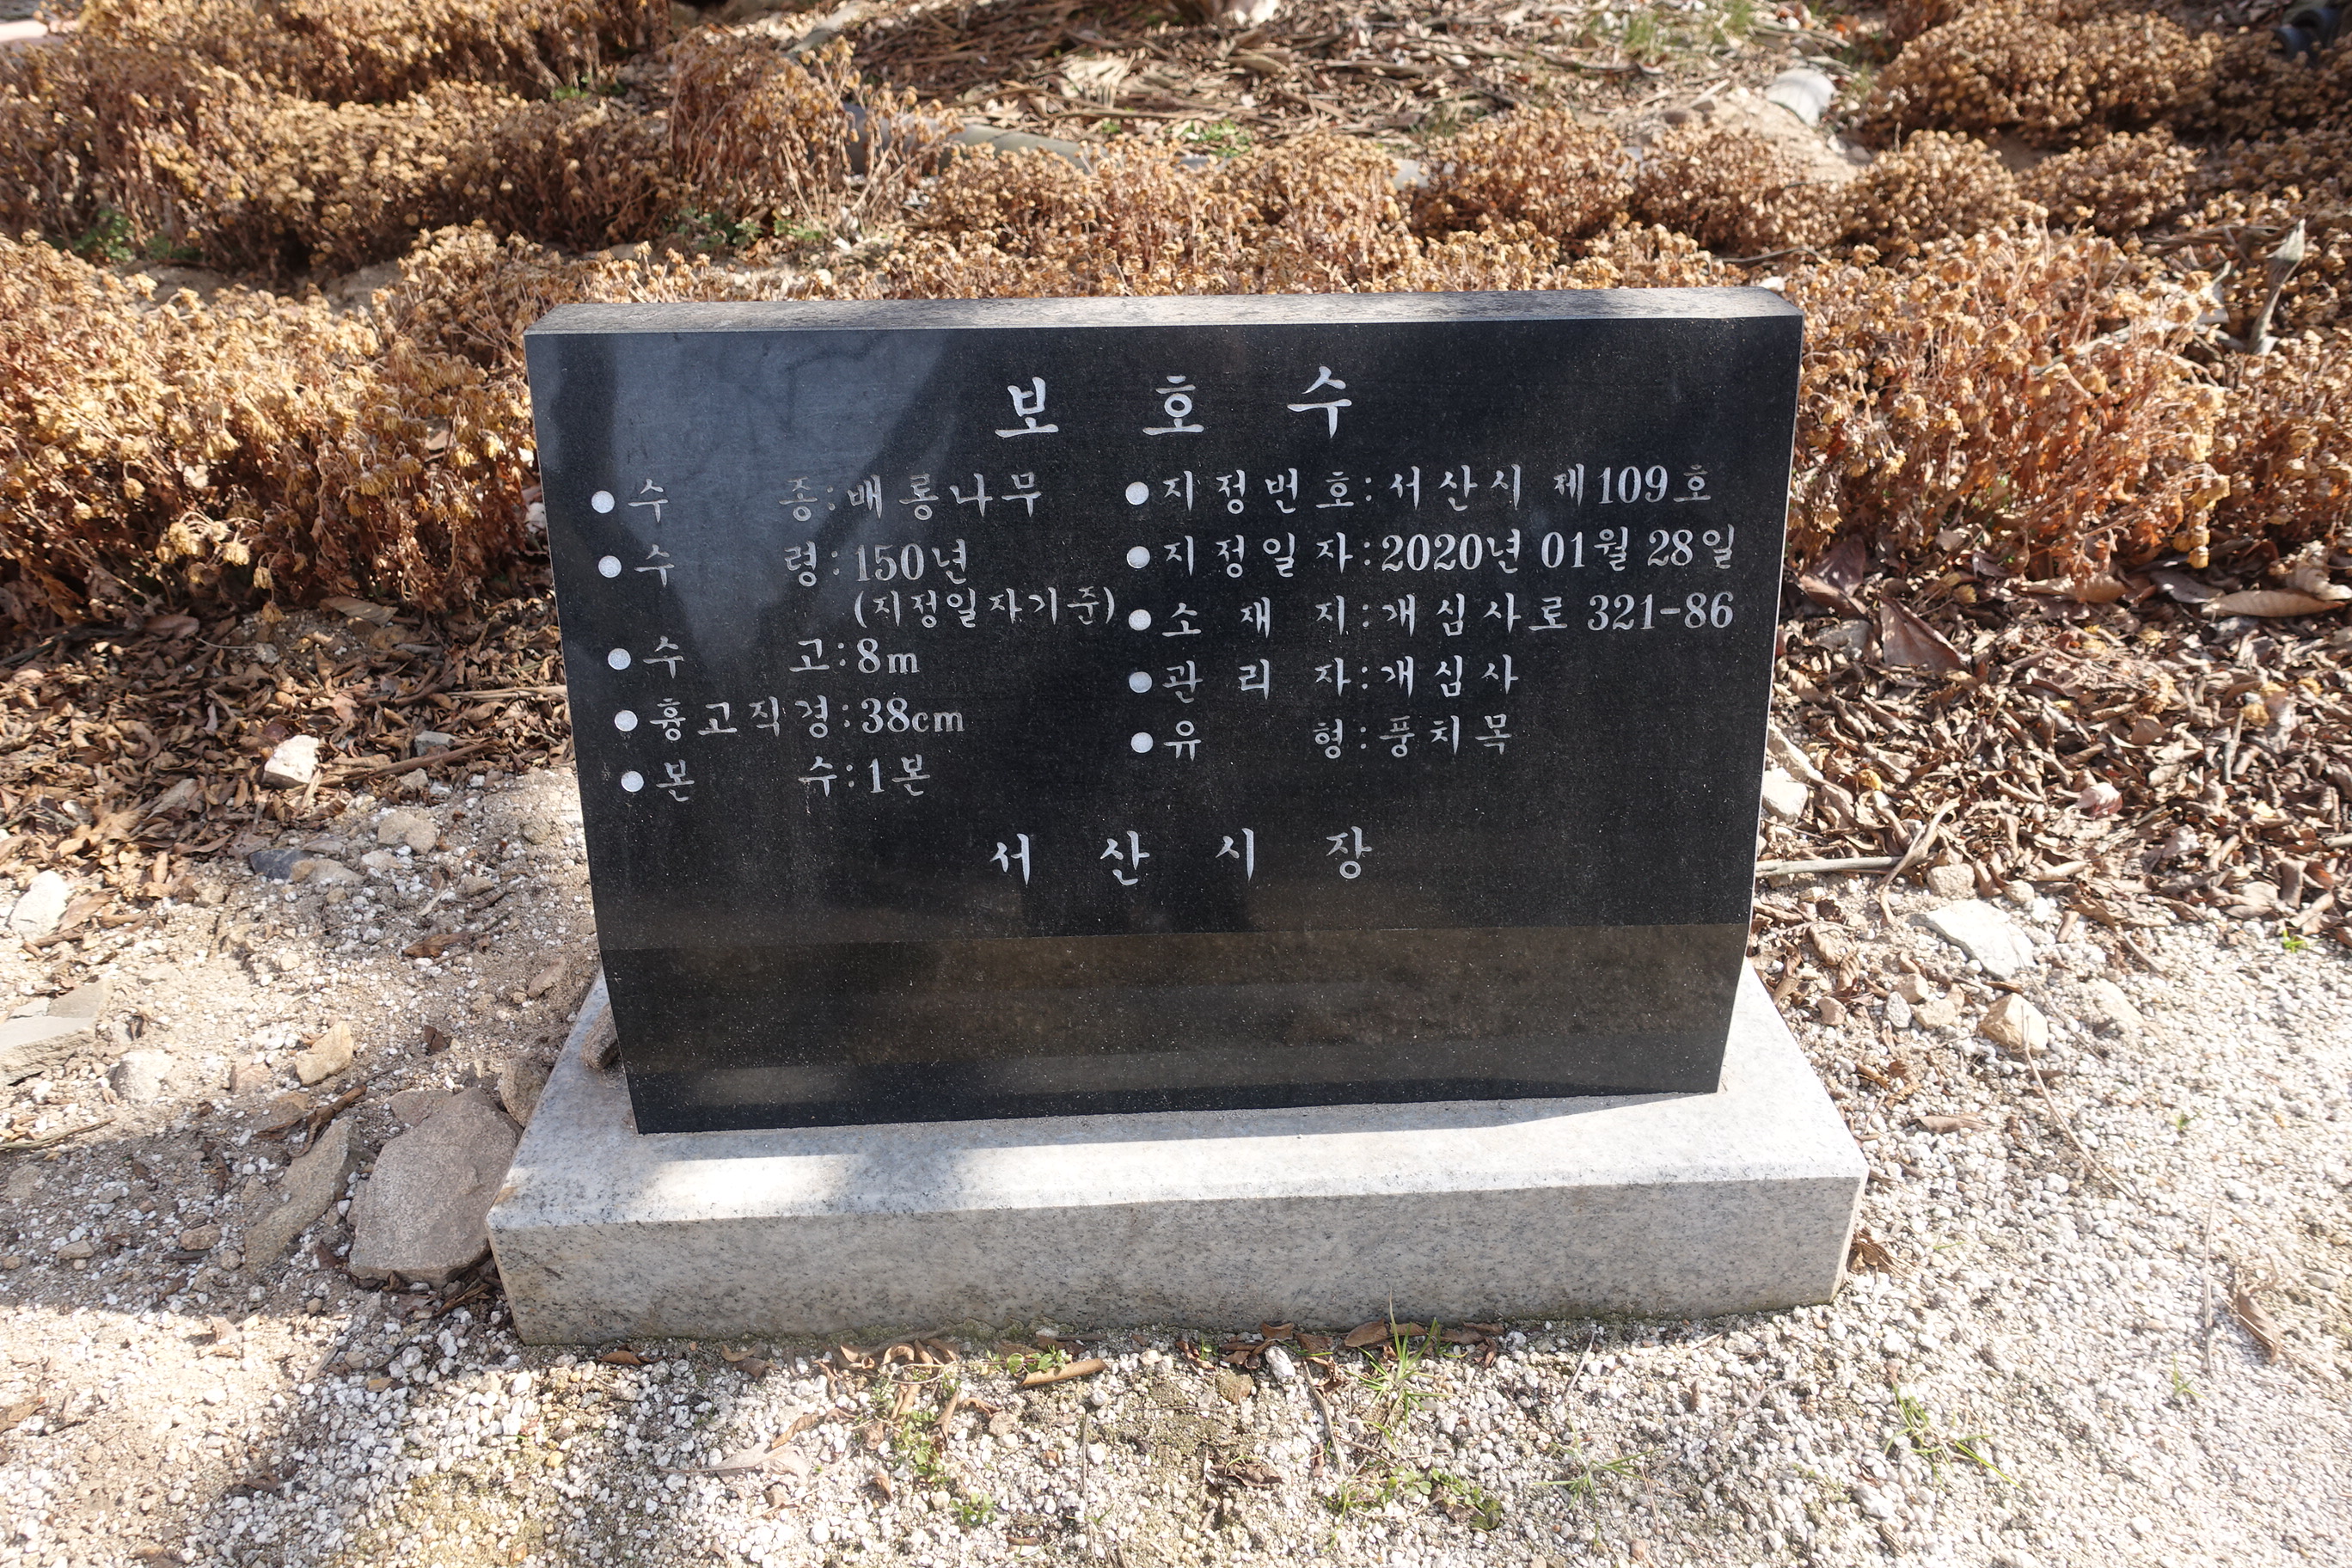 보 호 수
● 수 종 : 배롱나무
● 수 령 : 150년
(지정일자기준)
● 수 고 : 8m
● 흉고직경 : 38cm
● 본 수 : 1본
● 지정번호 : 서산시 제109호
● 지정일자 : 2020년 01월 28일
● 소 재 지 : 개심사로 321-86
● 관 리 자 : 개심사
● 유 형 : 풍치목
서 산 시 장